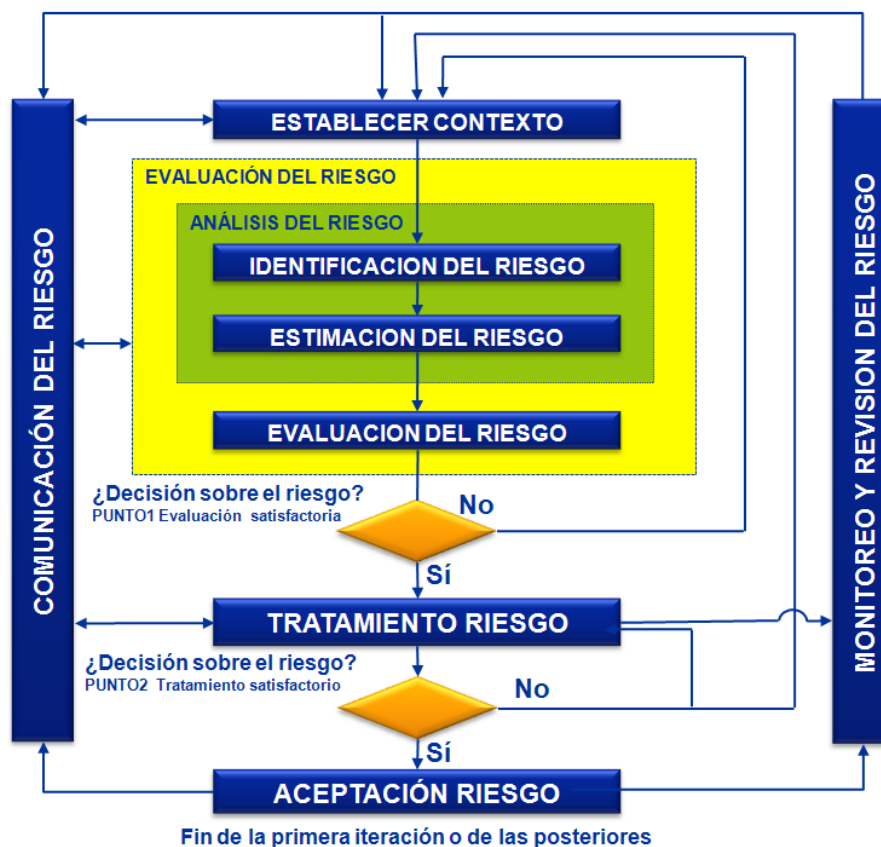 ESTABLECER CONTEXTO
COMUNICACIÓN DEL RIESGO
MONITOREO Y REVISION DEL RIESGO
EVALUACIÓN DEL RIESGO
ANÁLISIS DEL RIESGO
IDENTIFICACION DEL RIESGO
ESTIMACION DEL RIESGO
EVALUACION DEL RIESGO
¿Decisión sobre el riesgo?
PUNTO1 Evaluación satisfactoria
No
Sí
TRATAMIENTO RIESGO
¿Decisión sobre el riesgo?
PUNTO2 Tratamiento satisfactorio
No
Sí
ACEPTACIÓN RIESGO
Fin de la primera iteración o de las posteriores